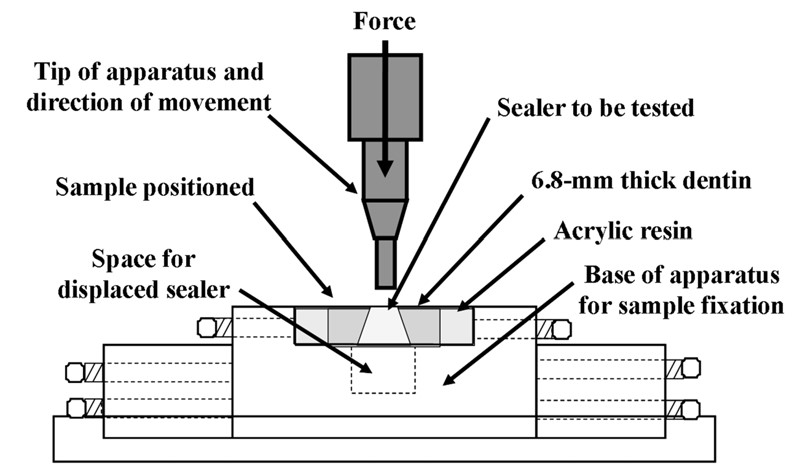 Force
Tip of apparatus and
direction of movement
Sealer to be tested
Sample positioned
6.8-mm thick dentin
Acrylic resin
Space for
displaced sealer
Base of apparatus
for sample fixation